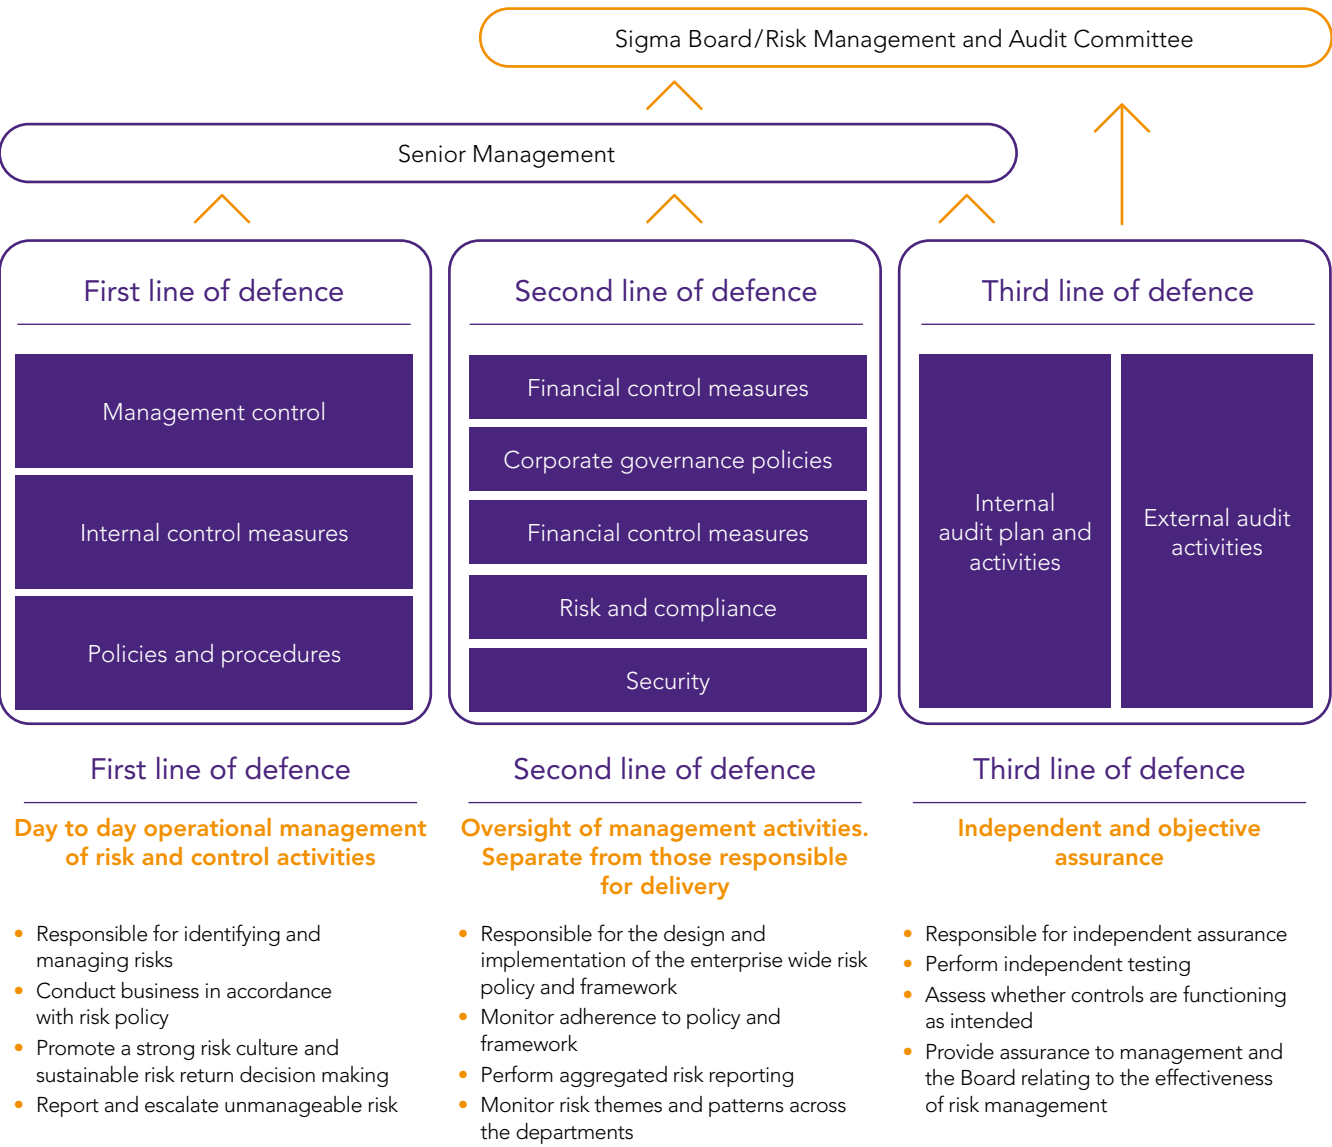 Sigma Board/Risk Management and Audit Committee
Senior Management
First line of defence
Management control
Internal control measures
Policies and procedures
Second line of defence
Financial control measures
Corporate governance policies
Financial control measures
Risk and compliance
Security
Third line of defence
Internal
audit plan and
activities
External audit
activities
First line of defence
Day to day operational management
of risk and control activities
• Responsible for identifying and
managing risks
• Conduct business in accordance
with risk policy
• Promote a strong risk culture and
sustainable risk return decision making
• Report and escalate unmanageable risk
Second line of defence
Oversight of management activities.
Separate from those responsible
for delivery
• Responsible for the design and
implementation of the enterprise wide risk
policy and framework
• Monitor adherence to policy and
framework
• Perform aggregated risk reporting
• Monitor risk themes and patterns across
the departments
Third line of defence
Independent and objective
assurance
• Responsible for independent assurance
• Perform independent testing
• Assess whether controls are functioning
as intended
• Provide assurance to management and
the Board relating to the effectiveness
of risk management